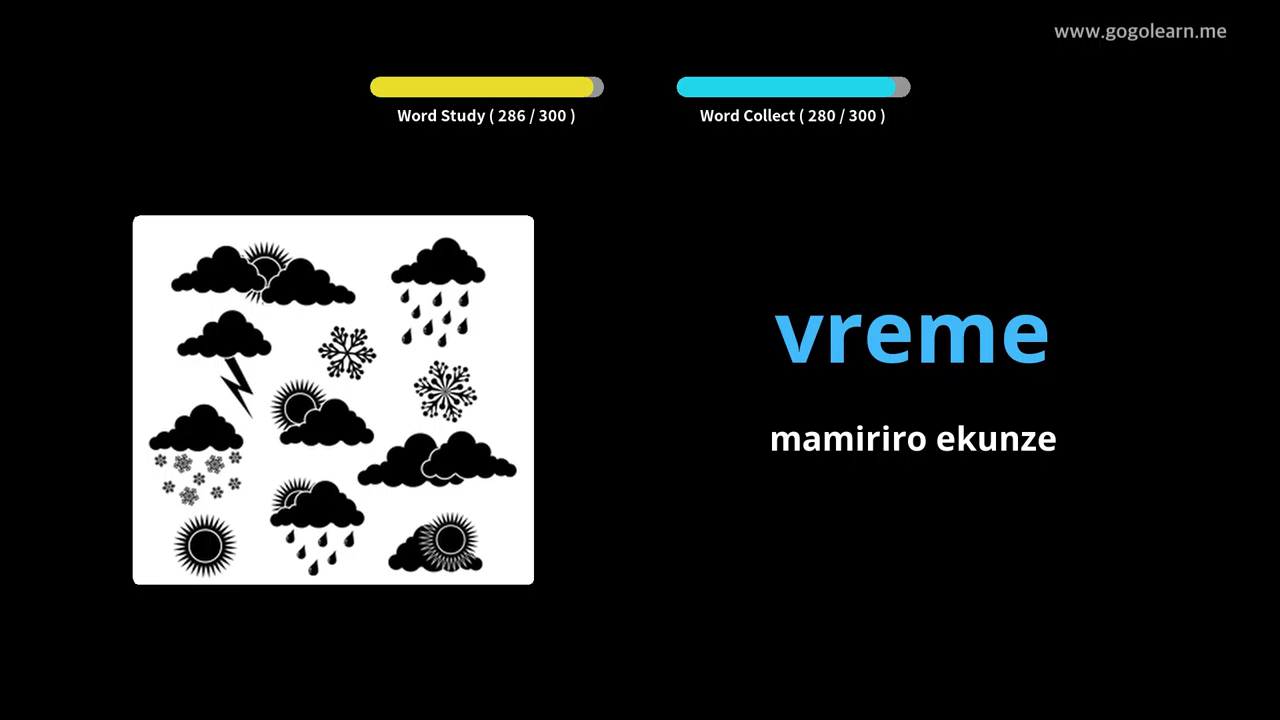 www.gogolearn.me
Word Study ( 286 / 300 )
Word Collect ( 280 / 300 )
vreme
mamiriro ekunze